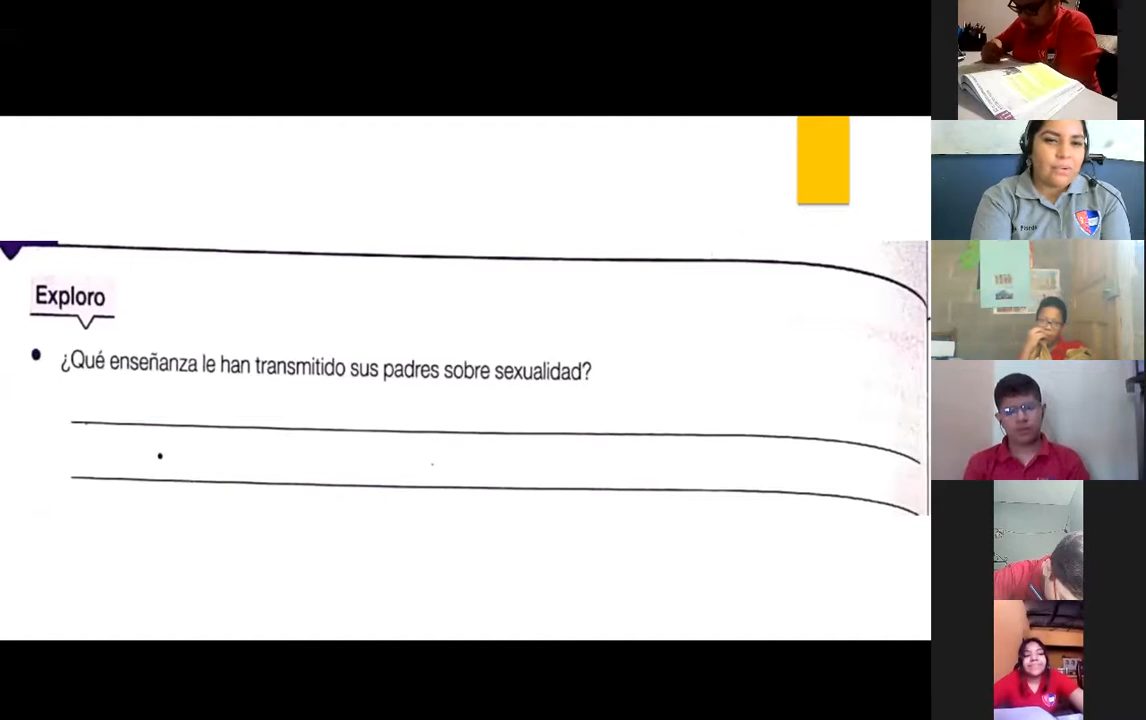 Exploro
• ¿Qué enseñanza le han transmitido sus padres sobre sexualidad?